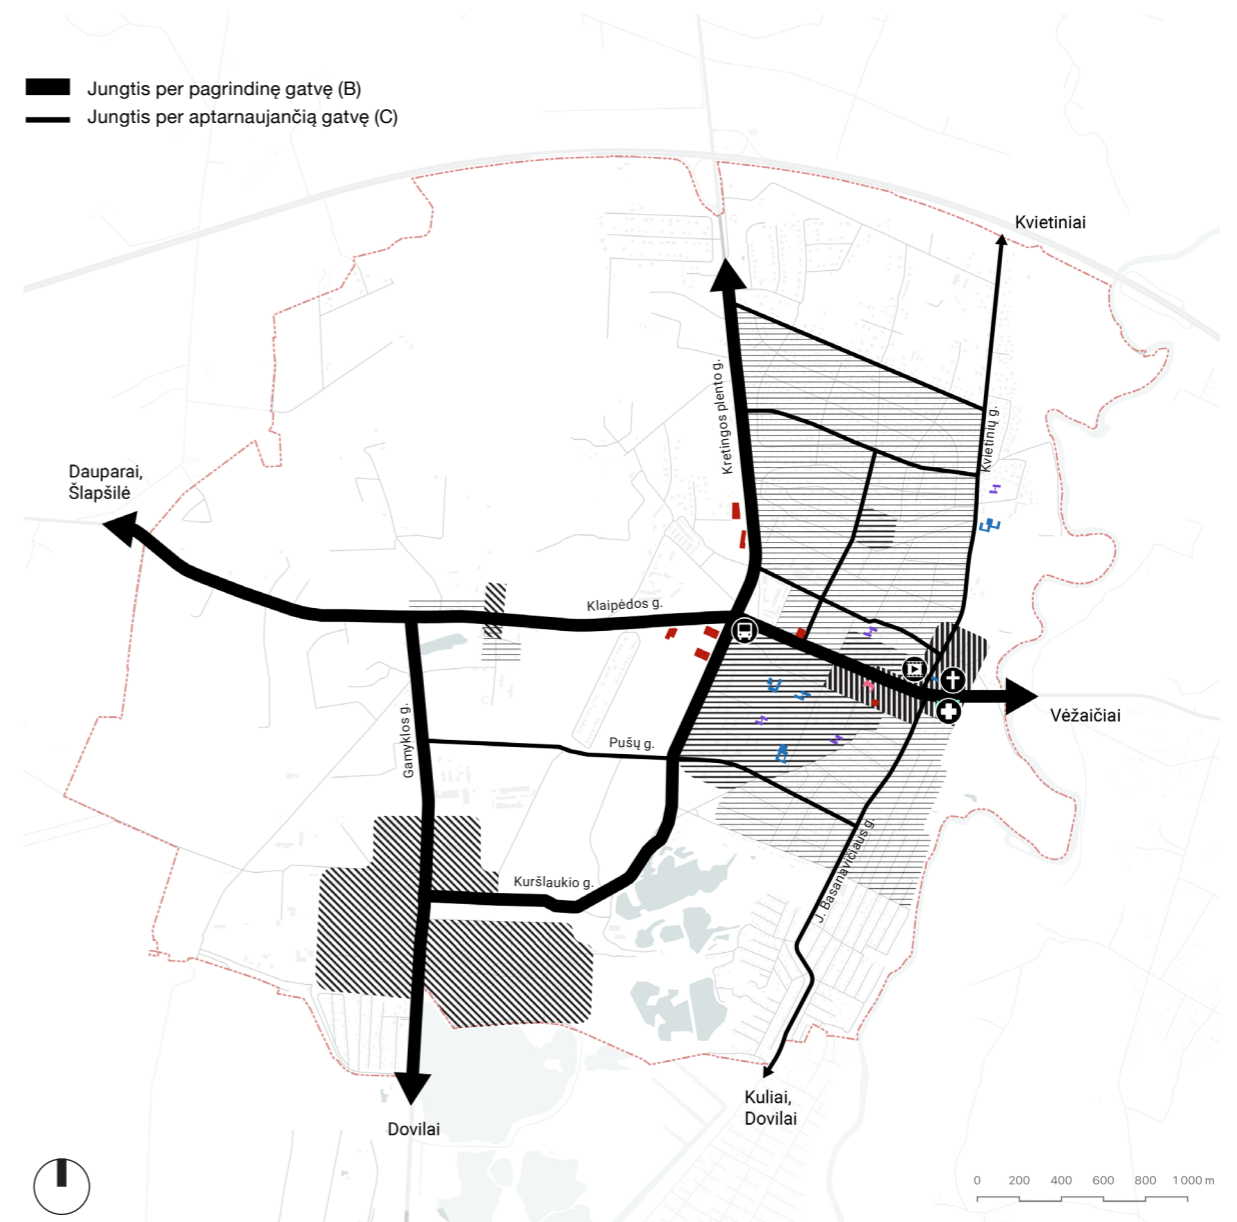 Jungtis per pagrindinę gatvę (B)
Jungtis per aptarnaujančią gatvę (C)
Kvietiniai
Kretingos plento g.
Kvietinių g.
Dauparai,
Šlapšilė
Klaipėdos g.
Vėžaičiai
Gamyklos g.
Pušų g.
Kuršlaukio g.
J. Basanavičiaus g.
Kuliai,
Dovilai
Dovilai
0 200 400 600 800 1 000 m